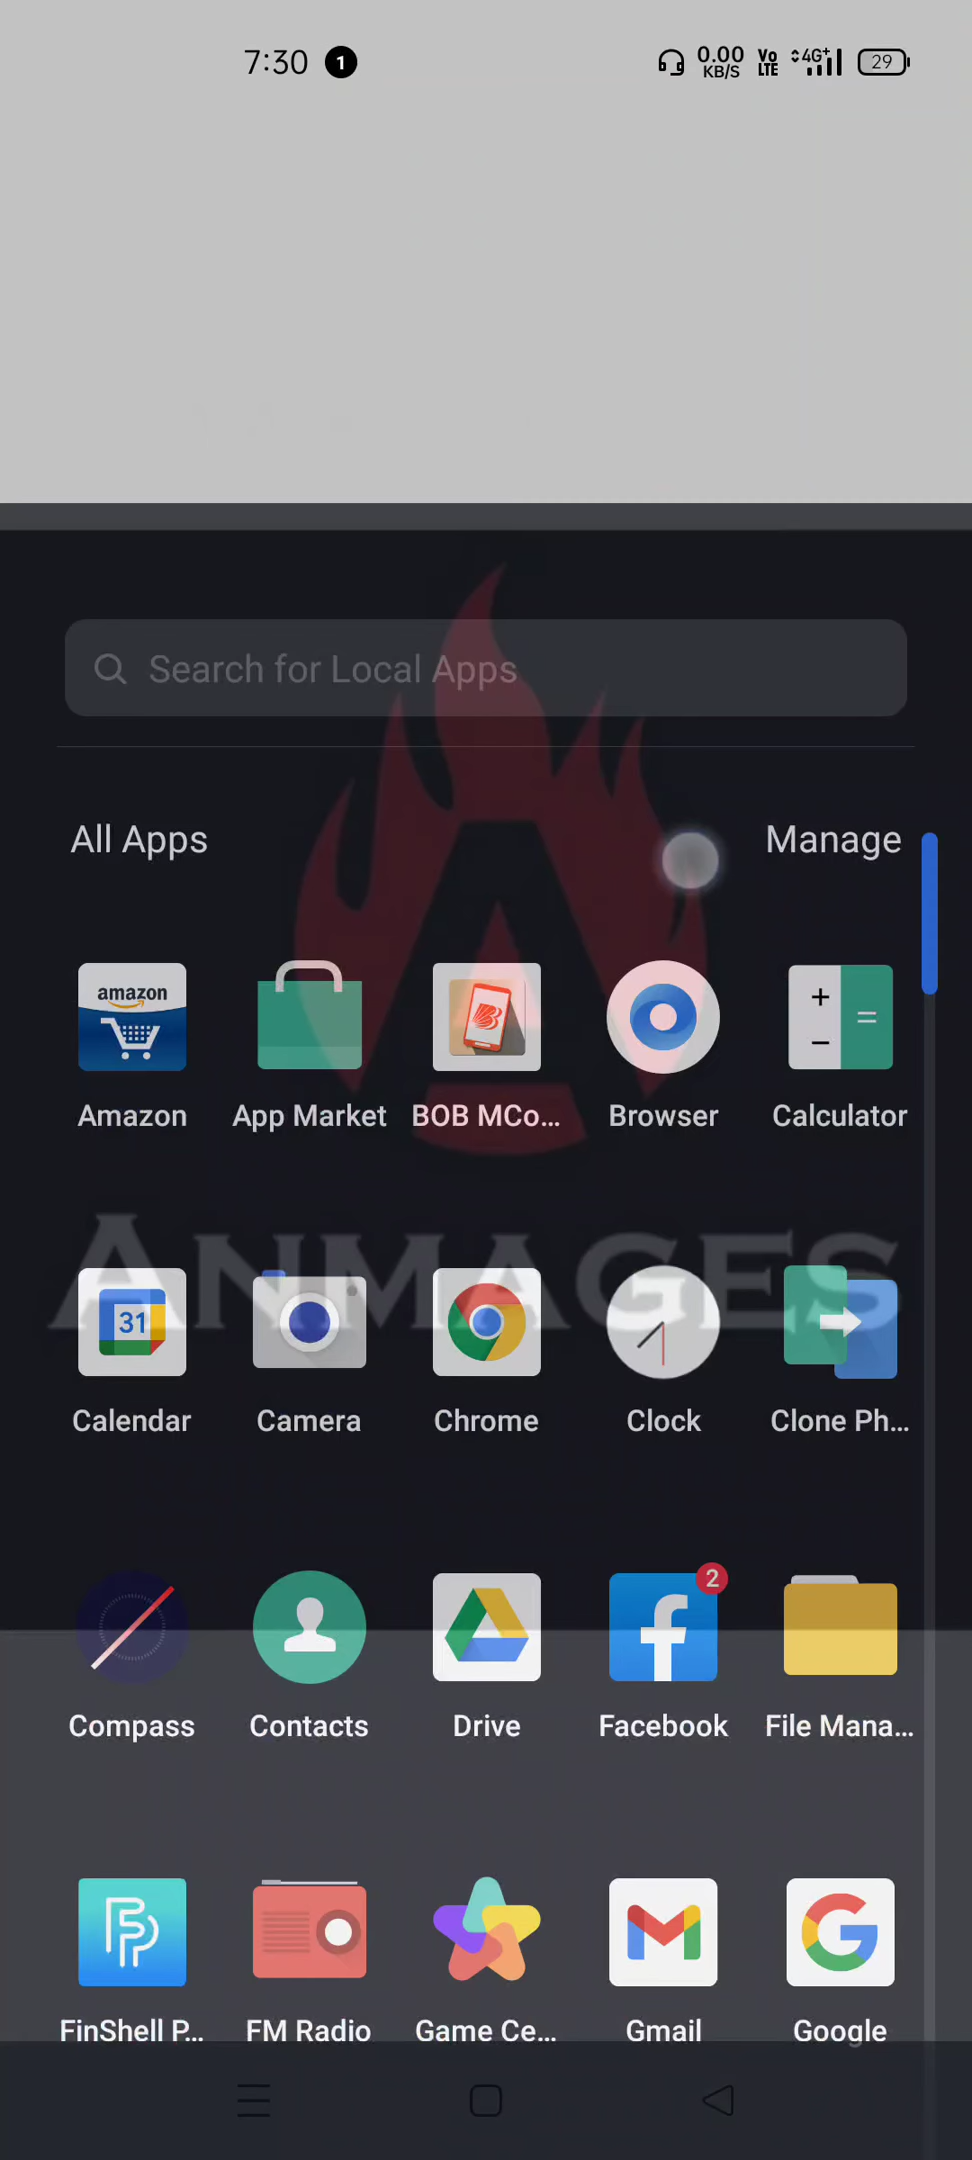 7:30 1 0.00 KB/S Vo LTE 4G+ 29
Search for Local Apps
All Apps Manage
amazon
+ − =
Amazon App Market BOB MCo... Browser Calculator
ANMAGES
31
Calendar Camera Chrome Clock Clone Ph...
2
Compass Contacts Drive Facebook File Mana...
FinShell P... FM Radio Game Ce... Gmail Google